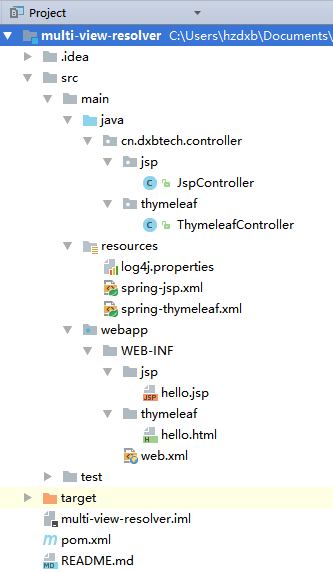 Project
multi-view-resolver C:\Users\hzdxb\Documents\
.idea
src
main
java
cn.dxbtech.controller
jsp
C JspController
thymeleaf
C ThymeleafController
resources
log4j.properties
spring-jsp.xml
spring-thymeleaf.xml
webapp
WEB-INF
jsp
JSP hello.jsp
thymeleaf
H hello.html
web.xml
test
target
multi-view-resolver.iml
m pom.xml
MD README.md